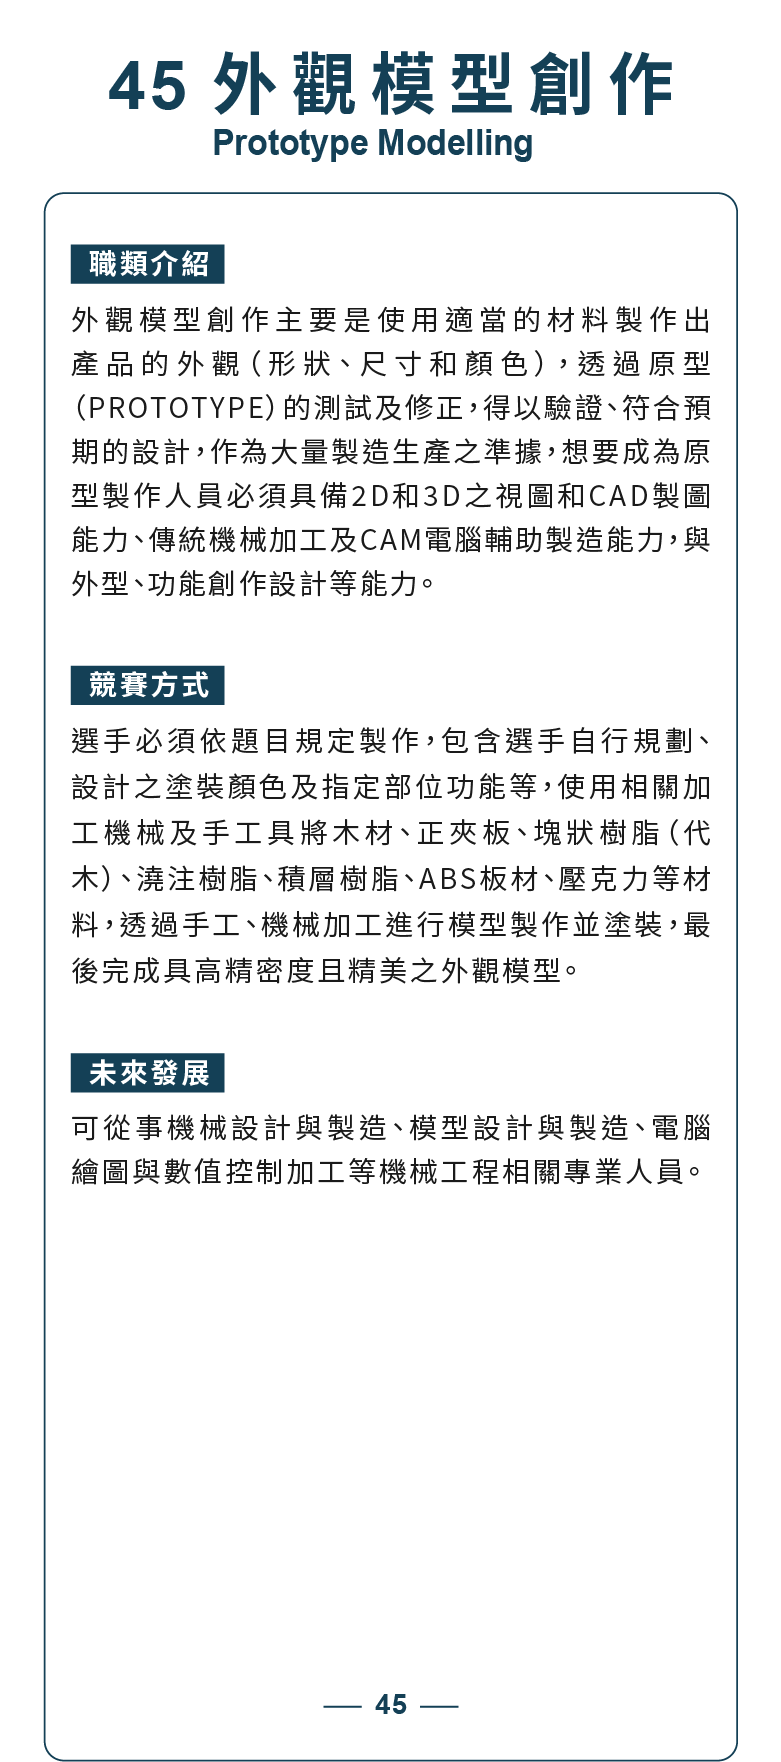 45 外觀模型創作
Prototype Modelling
職類介紹
外觀模型創作主要是使用適當的材料製作出
產品的外觀（形狀、尺寸和顏色），透過原型
（PROTOTYPE）的測試及修正，得以驗證、符合預
期的設計，作為大量製造生產之準據，想要成為原
型製作人員必須具備2D和3D之視圖和CAD製圖
能力、傳統機械加工及CAM電腦輔助製造能力，與
外型、功能創作設計等能力。
競賽方式
選手必須依題目規定製作，包含選手自行規劃、
設計之塗裝顏色及指定部位功能等，使用相關加
工機械及手工具將木材、正夾板、塊狀樹脂（代
木）、澆注樹脂、積層樹脂、ABS板材、壓克力等材
料，透過手工、機械加工進行模型製作並塗裝，最
後完成具高精密度且精美之外觀模型。
未來發展
可從事機械設計與製造、模型設計與製造、電腦
繪圖與數值控制加工等機械工程相關專業人員。
45